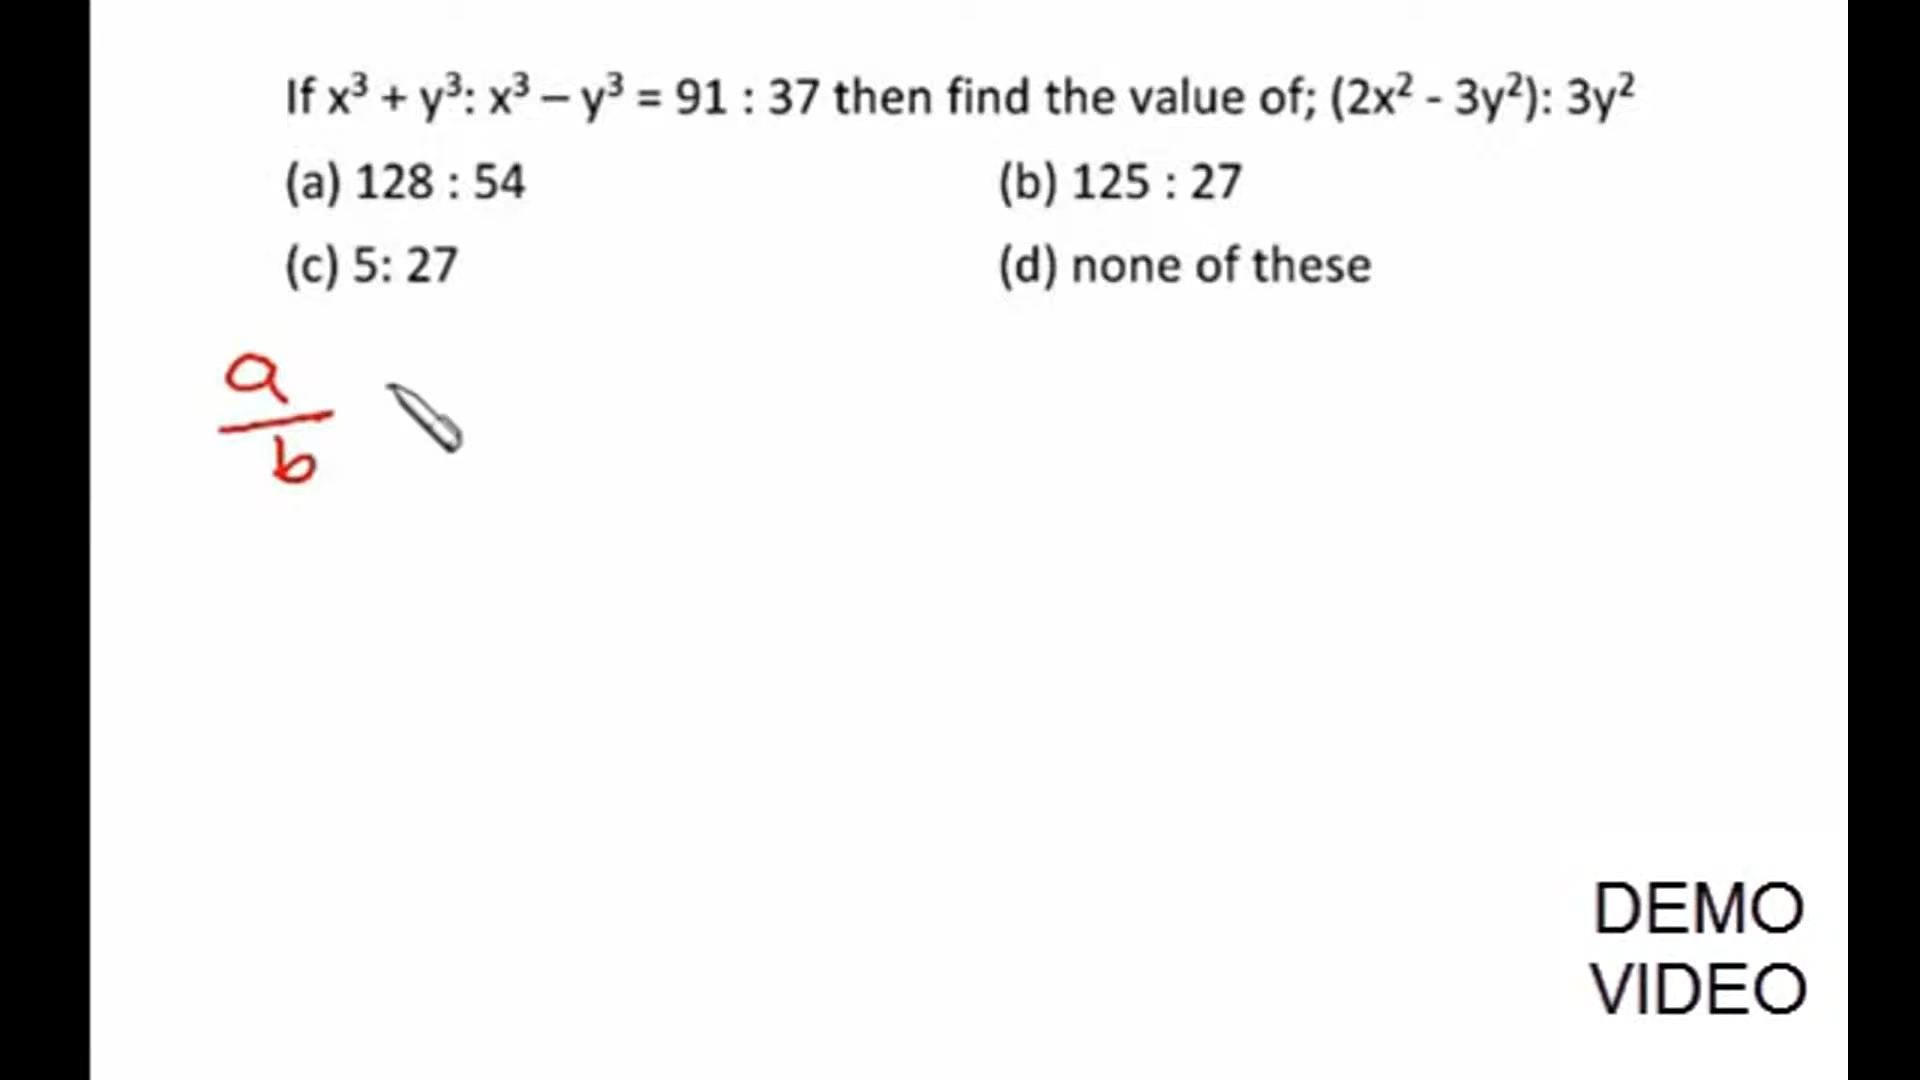 If x³ + y³: x³ – y³ = 91 : 37 then find the value of; (2x² - 3y²): 3y²
(a) 128 : 54 (b) 125 : 27
(c) 5: 27 (d) none of these
a
b
DEMO
VIDEO